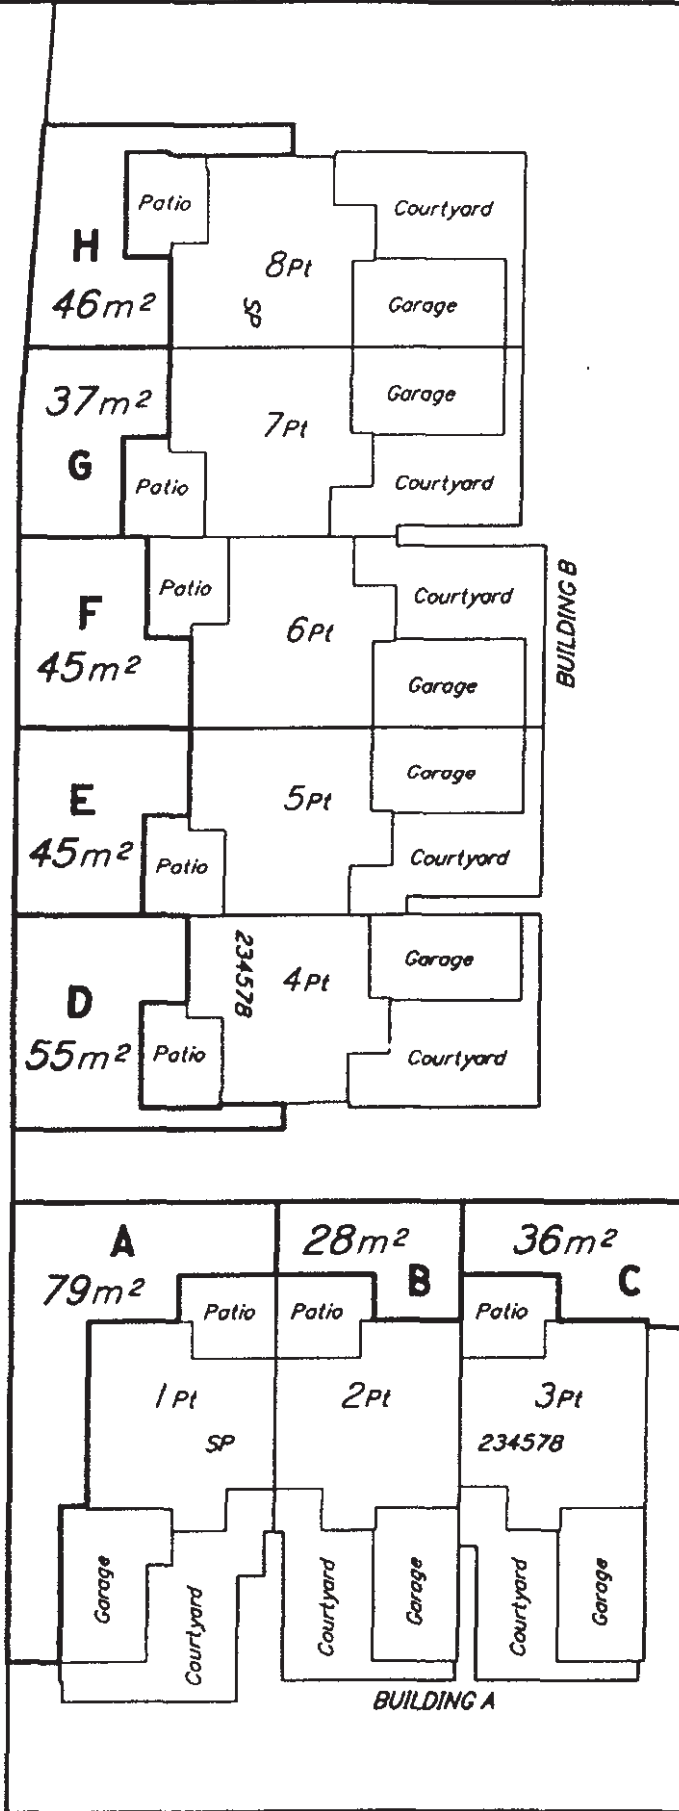 Patio
Courtyard
H
8Pt
46m²
SP
Garage
37m²
Garage
7Pt
G
Patio
Courtyard
Patio
Courtyard
F
6Pt
BUILDING B
45m²
Garage
E
5Pt
Garage
45m²
Patio
Courtyard
234578
Garage
4Pt
D
55m²
Patio
Courtyard
A
28m²
36m²
79m²
B
C
Patio
Patio
Patio
1Pt
2Pt
3Pt
SP
234578
Garage
Courtyard
Courtyard
Garage
Courtyard
Garage
BUILDING A